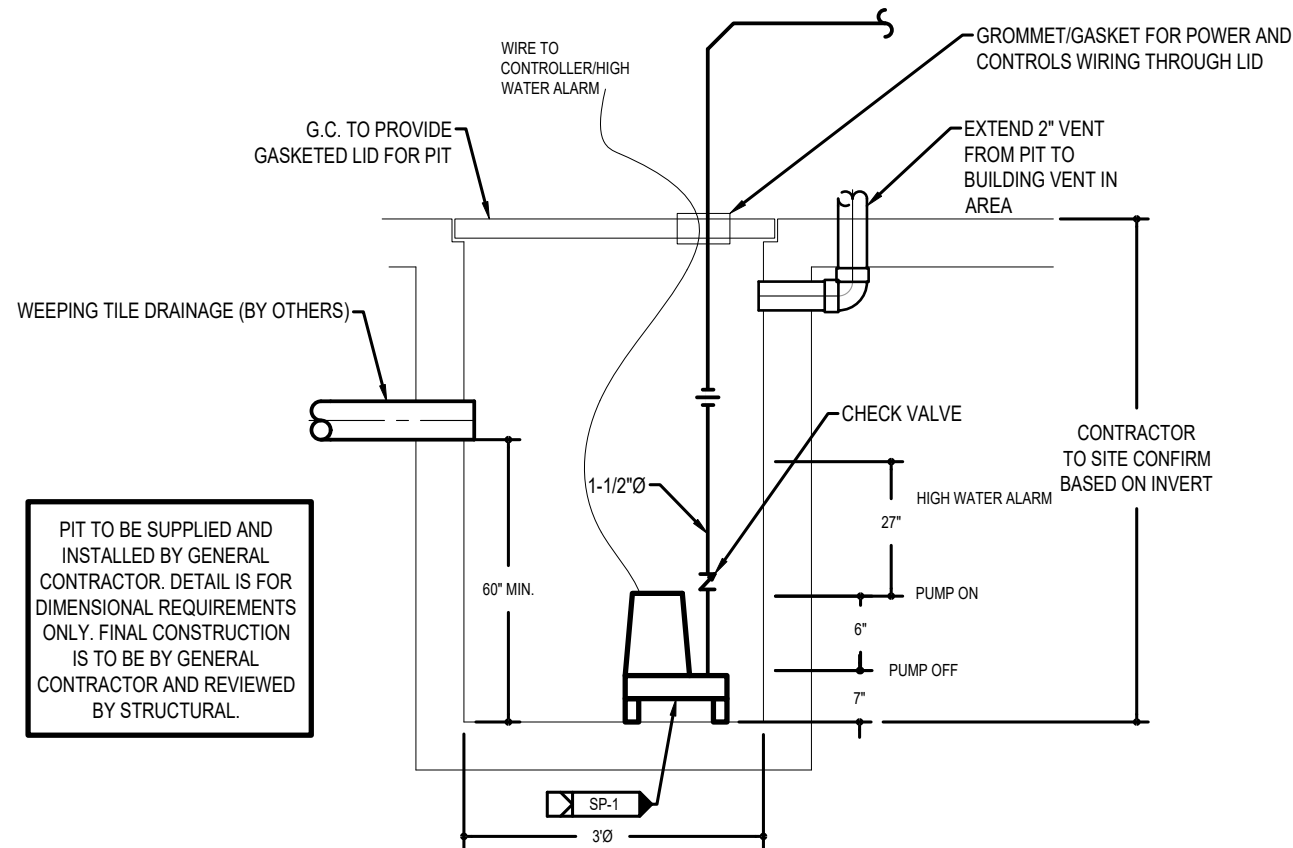 WIRE TO
CONTROLLER/HIGH
WATER ALARM
GROMMET/GASKET FOR POWER AND
CONTROLS WIRING THROUGH LID
G.C. TO PROVIDE
GASKETED LID FOR PIT
EXTEND 2" VENT
FROM PIT TO
BUILDING VENT IN
AREA
WEEPING TILE DRAINAGE (BY OTHERS)
CHECK VALVE
CONTRACTOR
TO SITE CONFIRM
BASED ON INVERT
1-1/2"Ø
HIGH WATER ALARM
27"
PIT TO BE SUPPLIED AND
INSTALLED BY GENERAL
CONTRACTOR. DETAIL IS FOR
DIMENSIONAL REQUIREMENTS
ONLY. FINAL CONSTRUCTION
IS TO BE BY GENERAL
CONTRACTOR AND REVIEWED
BY STRUCTURAL.
60" MIN.
PUMP ON
6"
PUMP OFF
7"
SP-1
3'Ø